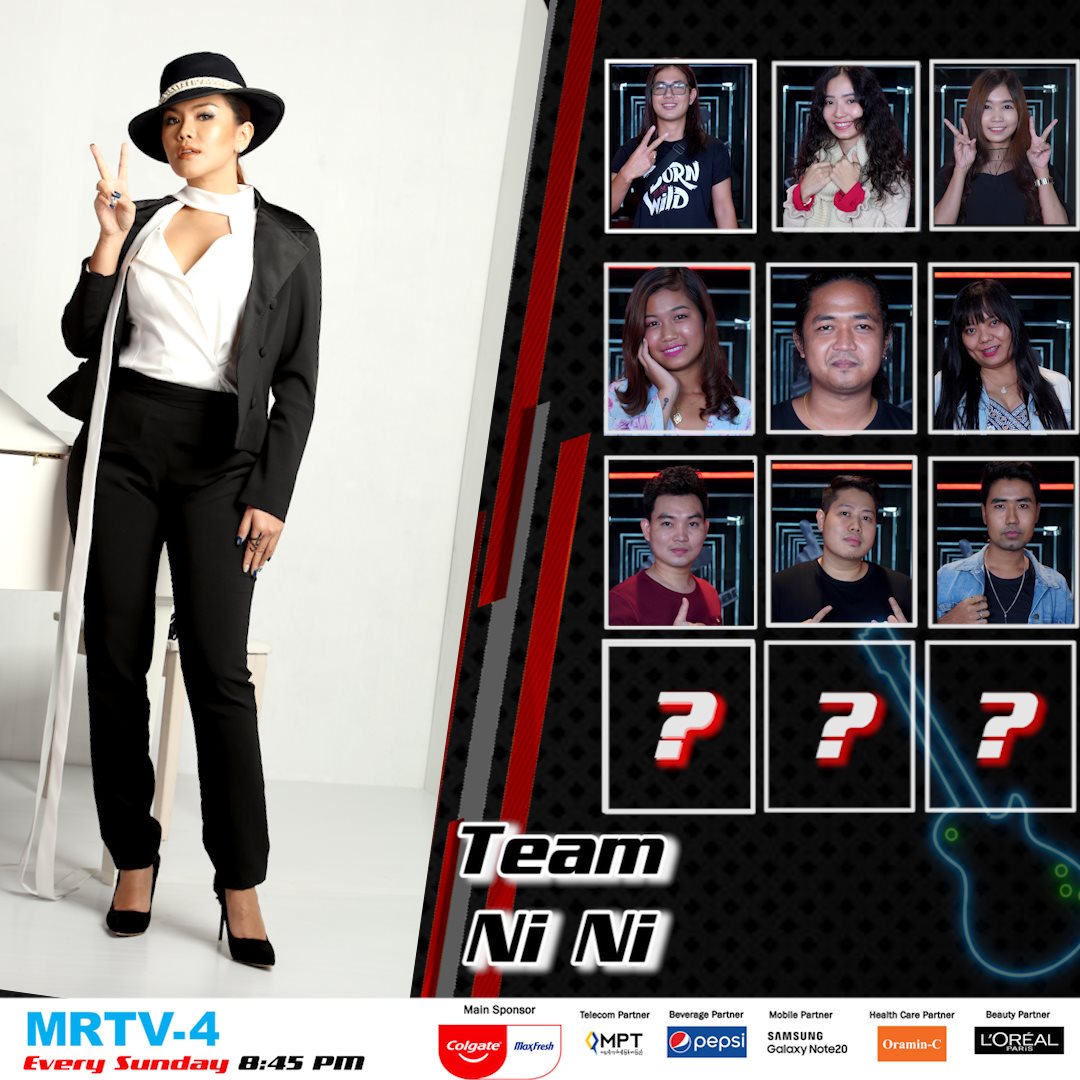 BORN
WiLD
?
?
?
Team
Ni Ni
MRTV-4
Every Sunday 8:45 PM
Main Sponsor
Telecom Partner
Beverage Partner
Mobile Partner
Health Care Partner
Beauty Partner
Colgate
MaxFresh
MPT
pepsi
SAMSUNG
Galaxy Note20
Oramin-C
L'ORÉAL
PARIS